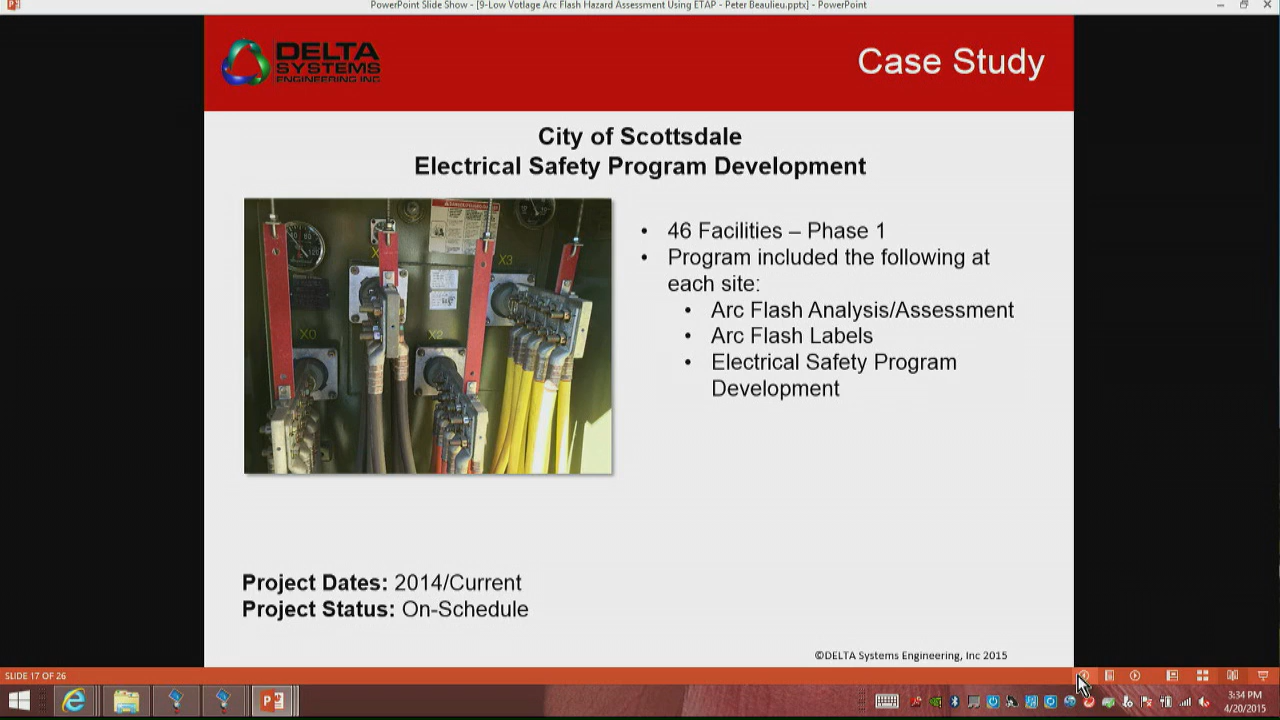 PowerPoint Slide Show - [9-Low Votlage Arc Flash Hazard Assessment Using ETAP - Peter Beaulieu.pptx] - PowerPoint
DELTA
SYSTEMS
ENGINEERING INC
Case Study
City of Scottsdale
Electrical Safety Program Development
• 46 Facilities – Phase 1
• Program included the following at
each site:
• Arc Flash Analysis/Assessment
• Arc Flash Labels
• Electrical Safety Program
Development
X3
X0
X2
Project Dates: 2014/Current
Project Status: On-Schedule
©DELTA Systems Engineering, Inc 2015
SLIDE 17 OF 26
3:34 PM
4/20/2015